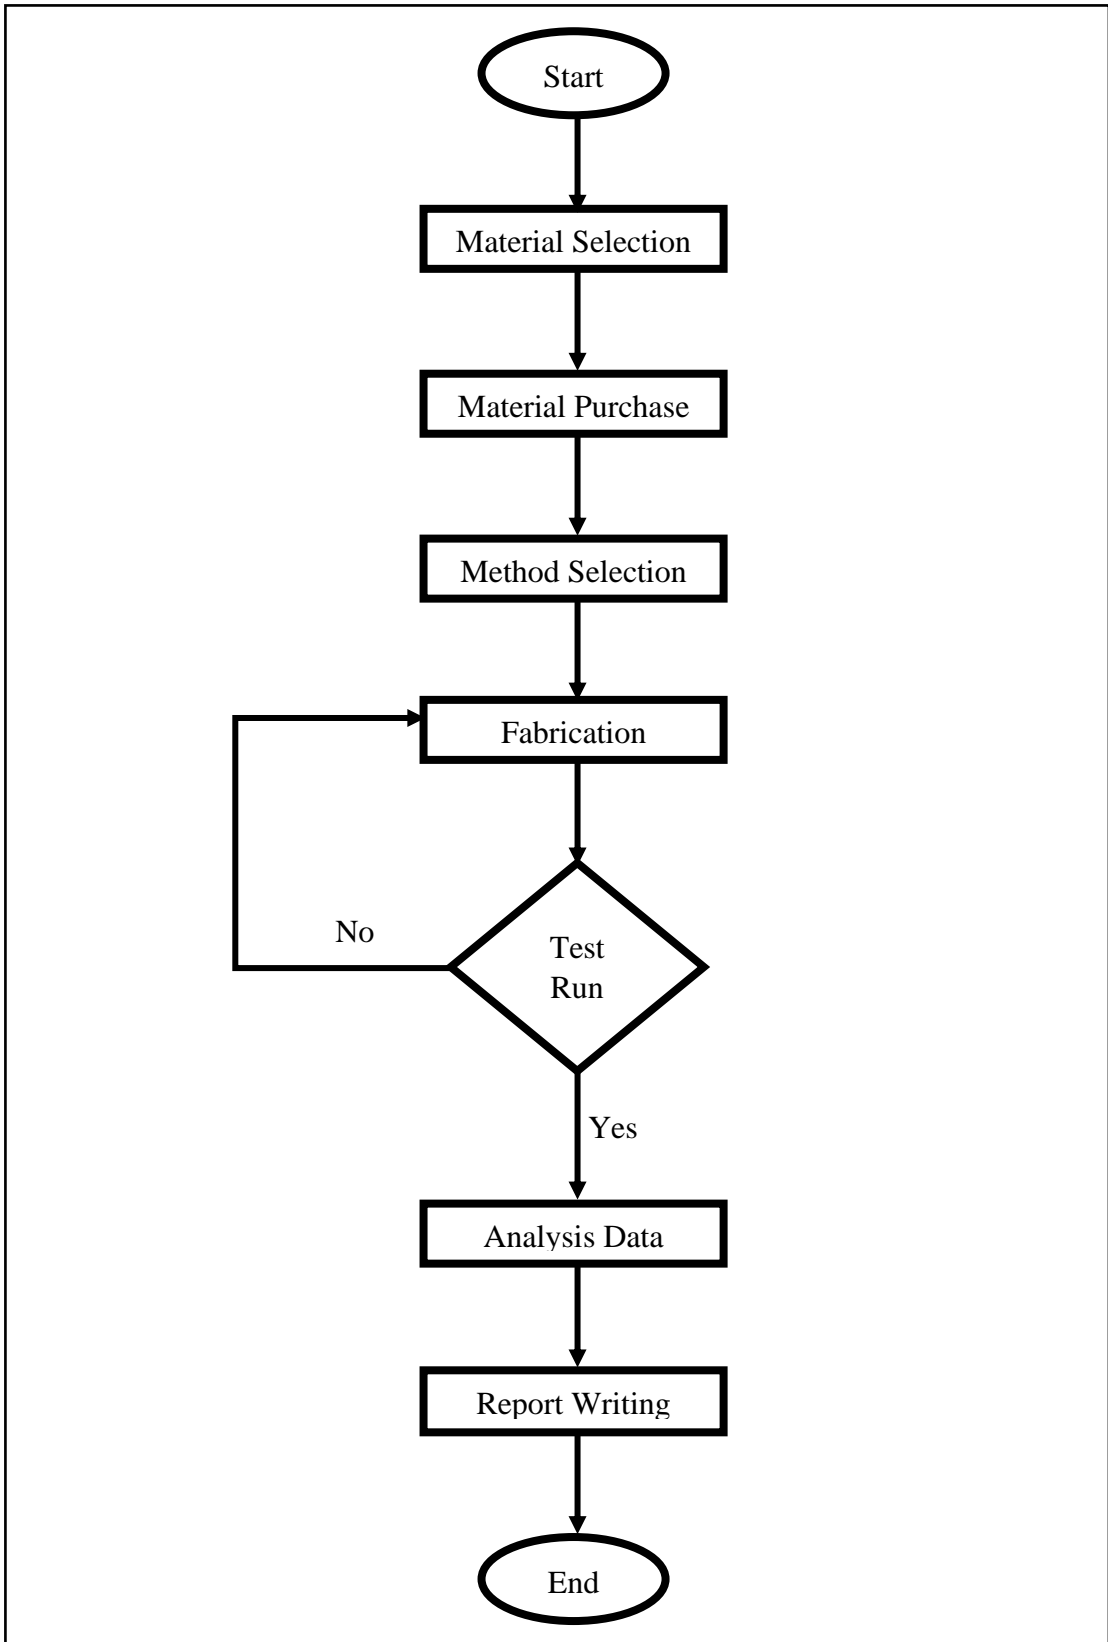 Start
Material Selection
Material Purchase
Method Selection
Fabrication
No
Test
Run
Yes
Analysis Data
Report Writing
End